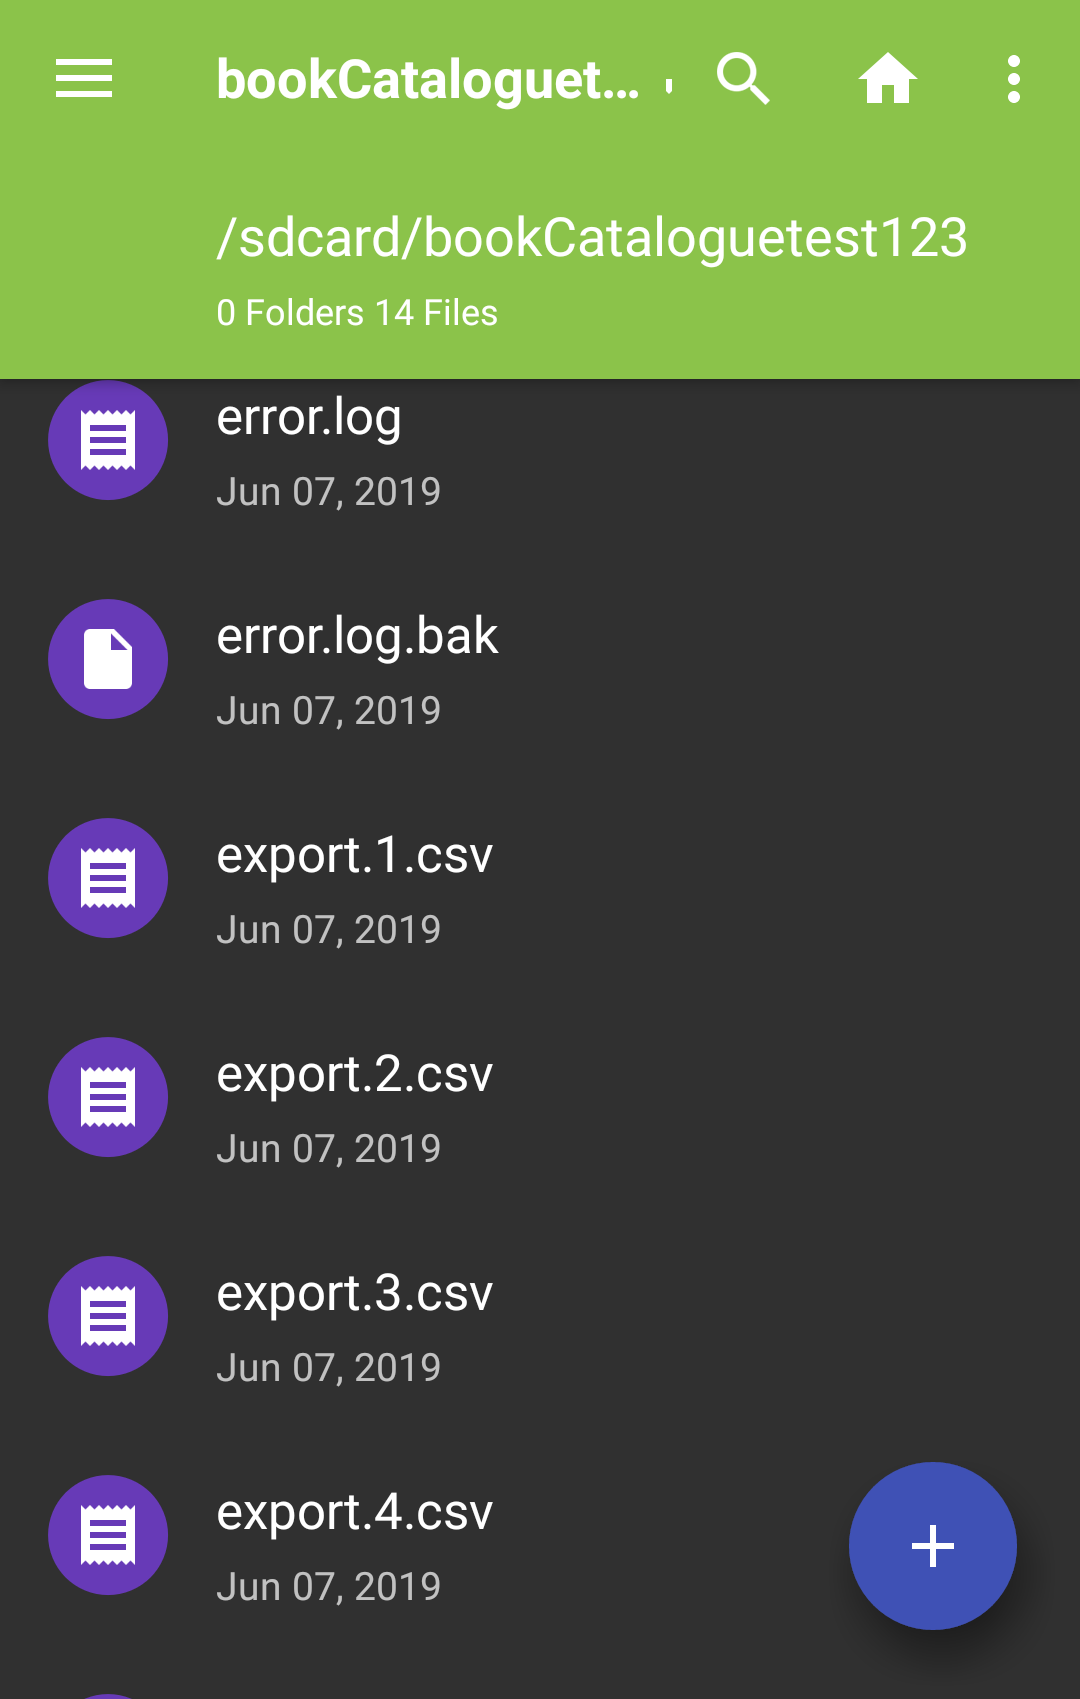 bookCataloguet...
/sdcard/bookCataloguetest123
0 Folders 14 Files
error.log
Jun 07, 2019
error.log.bak
Jun 07, 2019
export.1.csv
Jun 07, 2019
export.2.csv
Jun 07, 2019
export.3.csv
Jun 07, 2019
export.4.csv
Jun 07, 2019